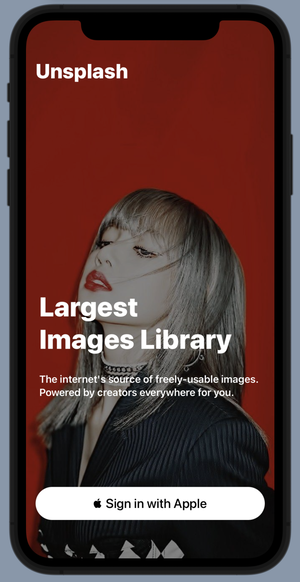 Unsplash
Largest
Images Library
The internet's source of freely-usable images.
Powered by creators everywhere for you.
Sign in with Apple